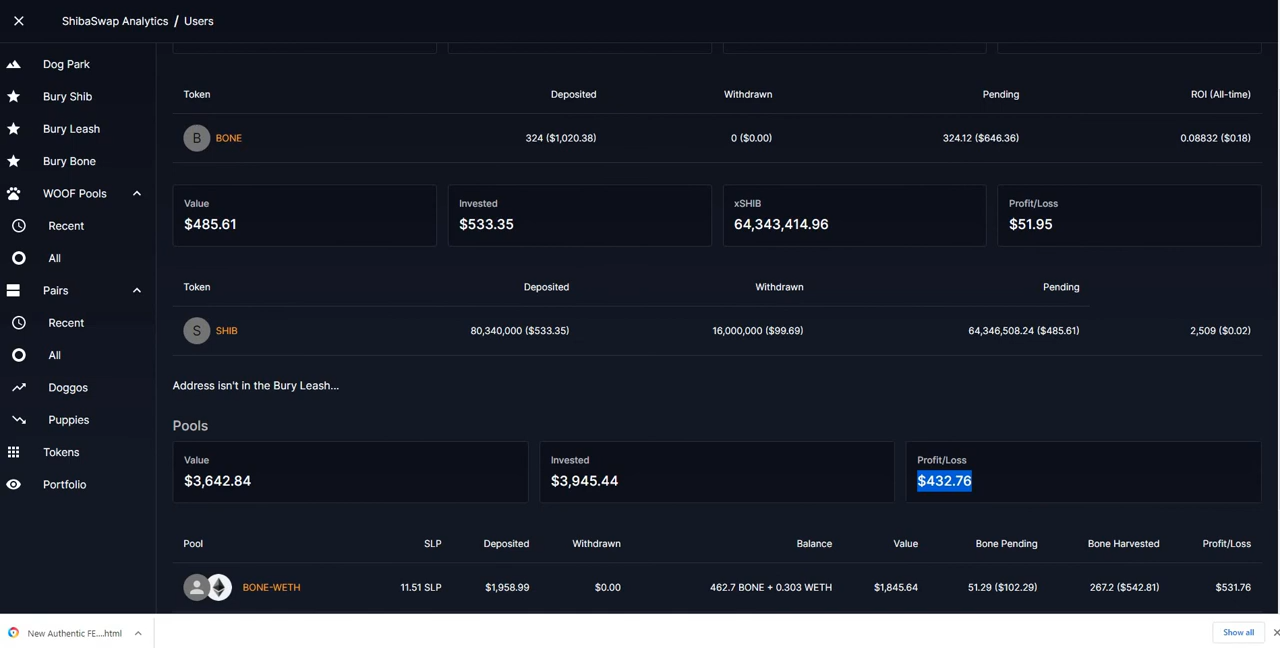 ShibaSwap Analytics / Users
Dog Park
Bury Shib
Bury Leash
Bury Bone
WOOF Pools
Recent
All
Pairs
Recent
All
Doggos
Puppies
Tokens
Portfolio
Token Deposited Withdrawn Pending ROI (All-time)
B BONE 324 ($1,020.38) 0 ($0.00) 324.12 ($646.36) 0.08832 ($0.18)
Value Invested xSHIB Profit/Loss
$485.61 $533.35 64,343,414.96 $51.95
Token Deposited Withdrawn Pending
S SHIB 80,340,000 ($533.35) 16,000,000 ($99.69) 64,346,508.24 ($485.61) 2,509 ($0.02)
Address isn't in the Bury Leash...
Pools
Value Invested Profit/Loss
$3,642.84 $3,945.44 $432.76
Pool SLP Deposited Withdrawn Balance Value Bone Pending Bone Harvested Profit/Loss
BONE-WETH 11.51 SLP $1,958.99 $0.00 462.7 BONE + 0.303 WETH $1,845.64 51.29 ($102.29) 267.2 ($542.81) $531.76
New Authentic FE....html Show all